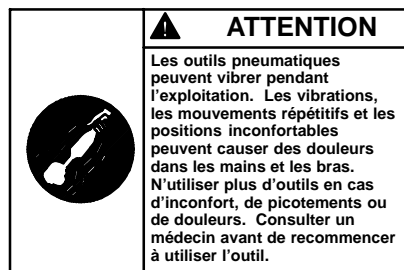 ATTENTION
Les outils pneumatiques
peuvent vibrer pendant
l'exploitation. Les vibrations,
les mouvements répétitifs et les
positions inconfortables
peuvent causer des douleurs
dans les mains et les bras.
N'utiliser plus d'outils en cas
d'inconfort, de picotements ou
de douleurs. Consulter un
médecin avant de recommencer
à utiliser l'outil.